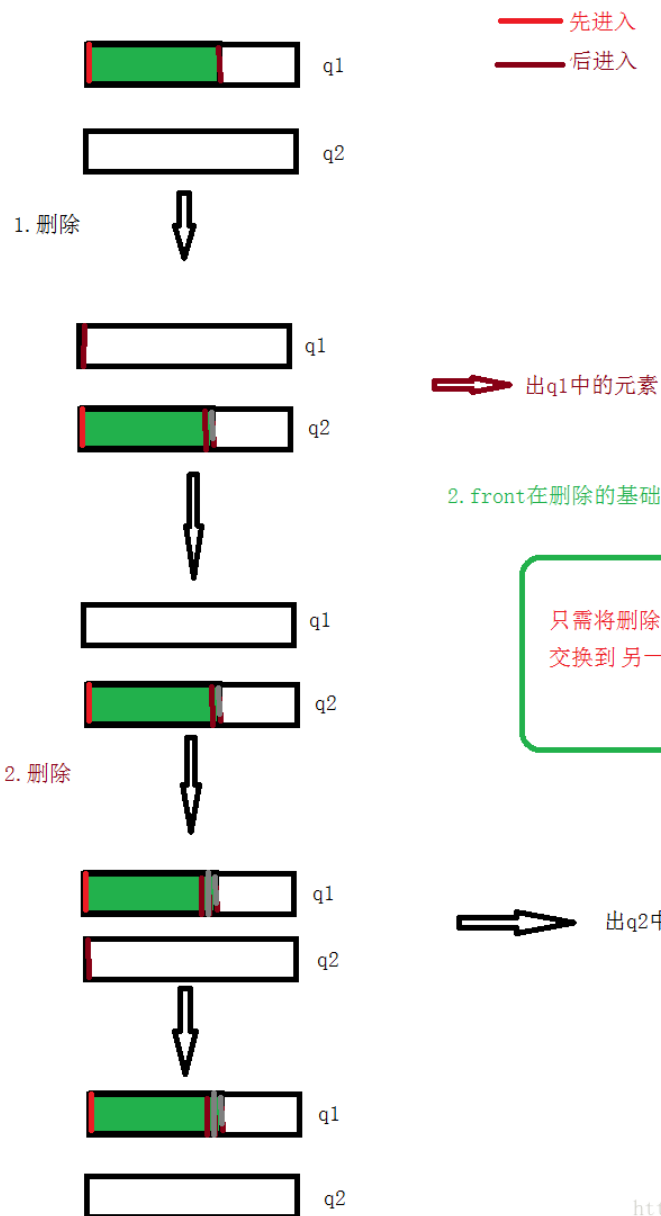 先进入
q1
后进入
q2
1.删除
q1
出q1中的元素
q2
2.front在删除的基础
q1
只需将删除
交换到 另一
q2
2.删除
q1
出q2中
q2
q1
q2
htt